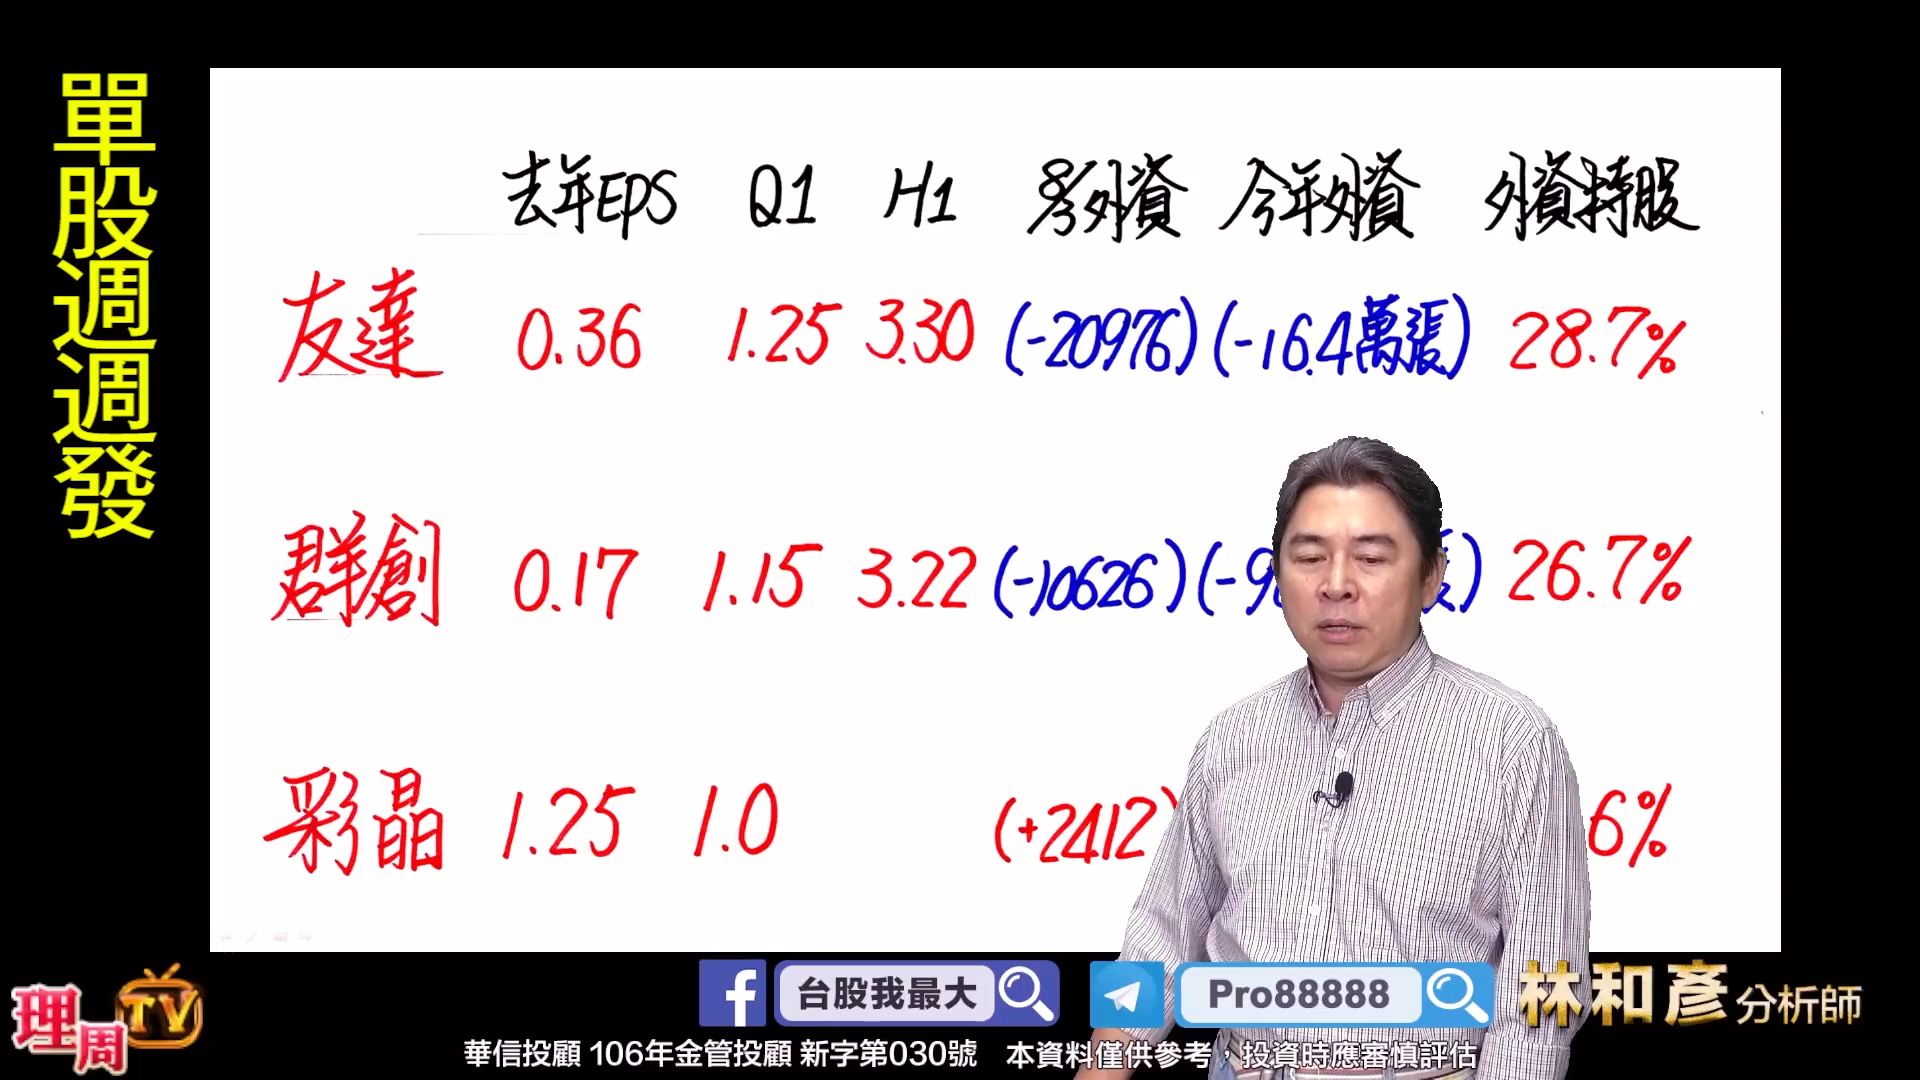 單股週週發
去年EPS Q1 H1 8/3外資 今年外資 外資持股
友達 0.36 1.25 3.30 (-20976) (-16.4萬張) 28.7%
群創 0.17 1.15 3.22 (-10626) (-9 ) 26.7%
彩晶 1.25 1.0 (+2412 6%
台股我最大
Pro88888
林和彥分析師
理周TV
華信投顧 106年金管投顧 新字第030號 本資料僅供參考，投資時應審慎評估